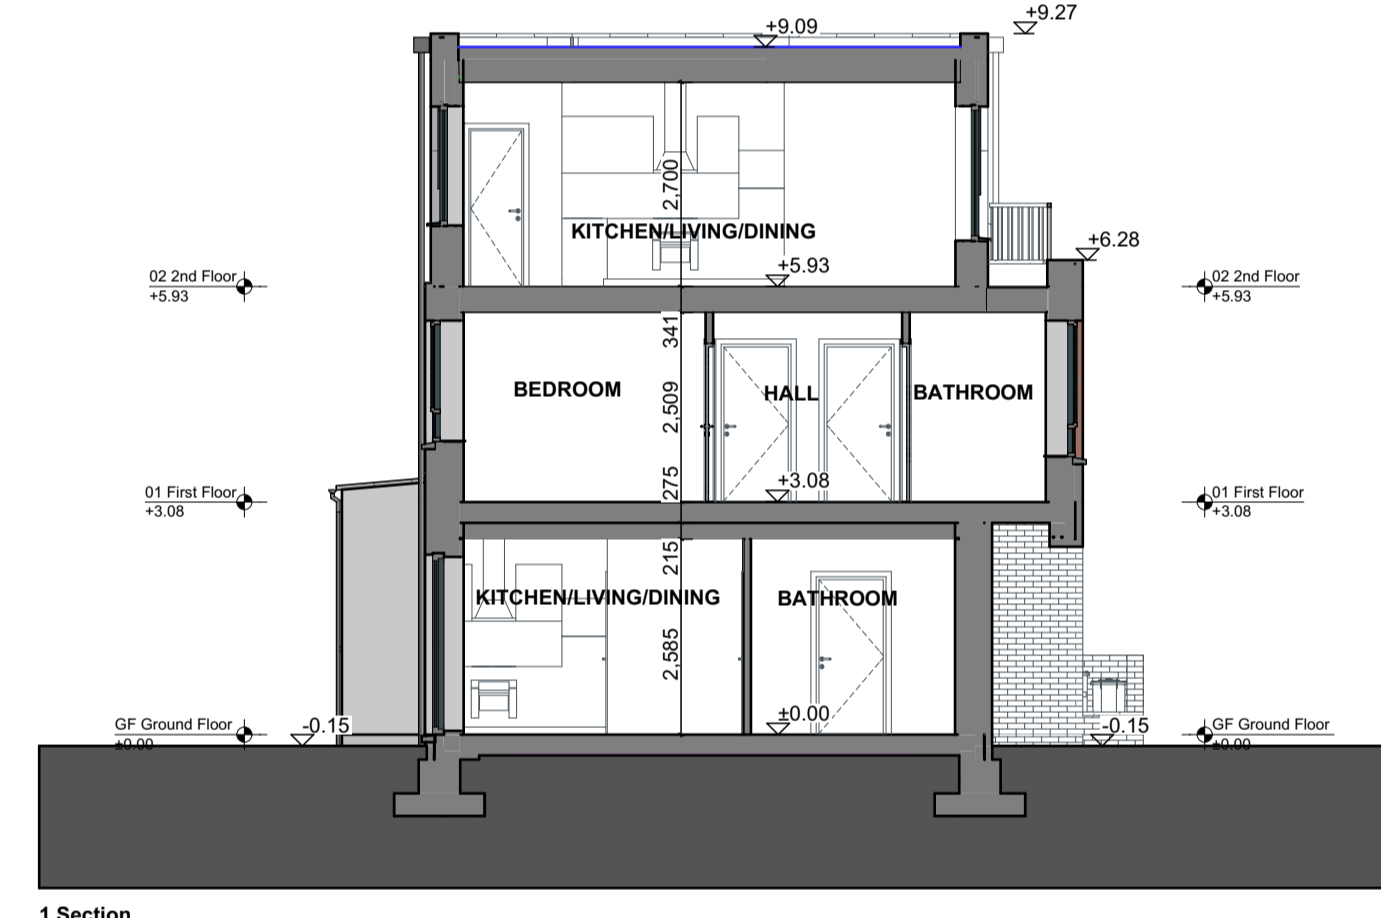 +9.27
+9.09
2,700
KITCHEN/LIVING/DINING
+6.28
+5.93
02 2nd Floor
+5.93
02 2nd Floor
+5.93
341
BEDROOM
HALL
BATHROOM
2,509
275
+3.08
01 First Floor
+3.08
01 First Floor
+3.08
215
KITCHEN/LIVING/DINING
BATHROOM
2,585
±0.00
GF Ground Floor
±0.00
-0.15
-0.15
GF Ground Floor
±0.00
1 Section